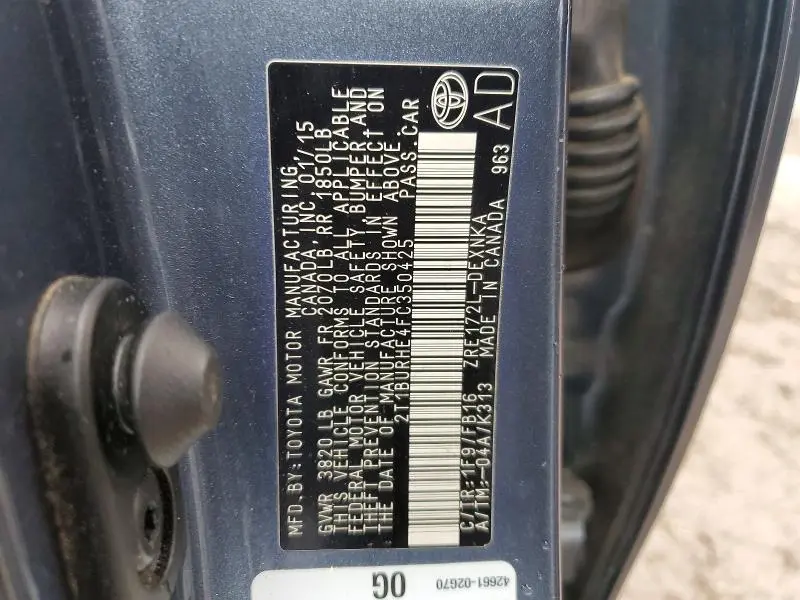 MFD. BY: TOYOTA MOTOR MANUFACTURING
CANADA, INC. 01/15
GVWR 3820 LB GAWR FR 2070LB RR 1850LB
THIS VEHICLE CONFORMS TO ALL APPLICABLE
FEDERAL MOTOR VEHICLE SAFETY, BUMPER AND
THEFT PREVENTION STANDARDS IN EFFECT ON
THE DATE OF MANUFACTURE SHOWN ABOVE.
2T1BURHE4FC350425 PASS. CAR
C/TR: 1F9/FB16 ZRE172L-DEXNKA
A/TM: -04A/K313 MADE IN CANADA 963
AD
0G
42661-02G70